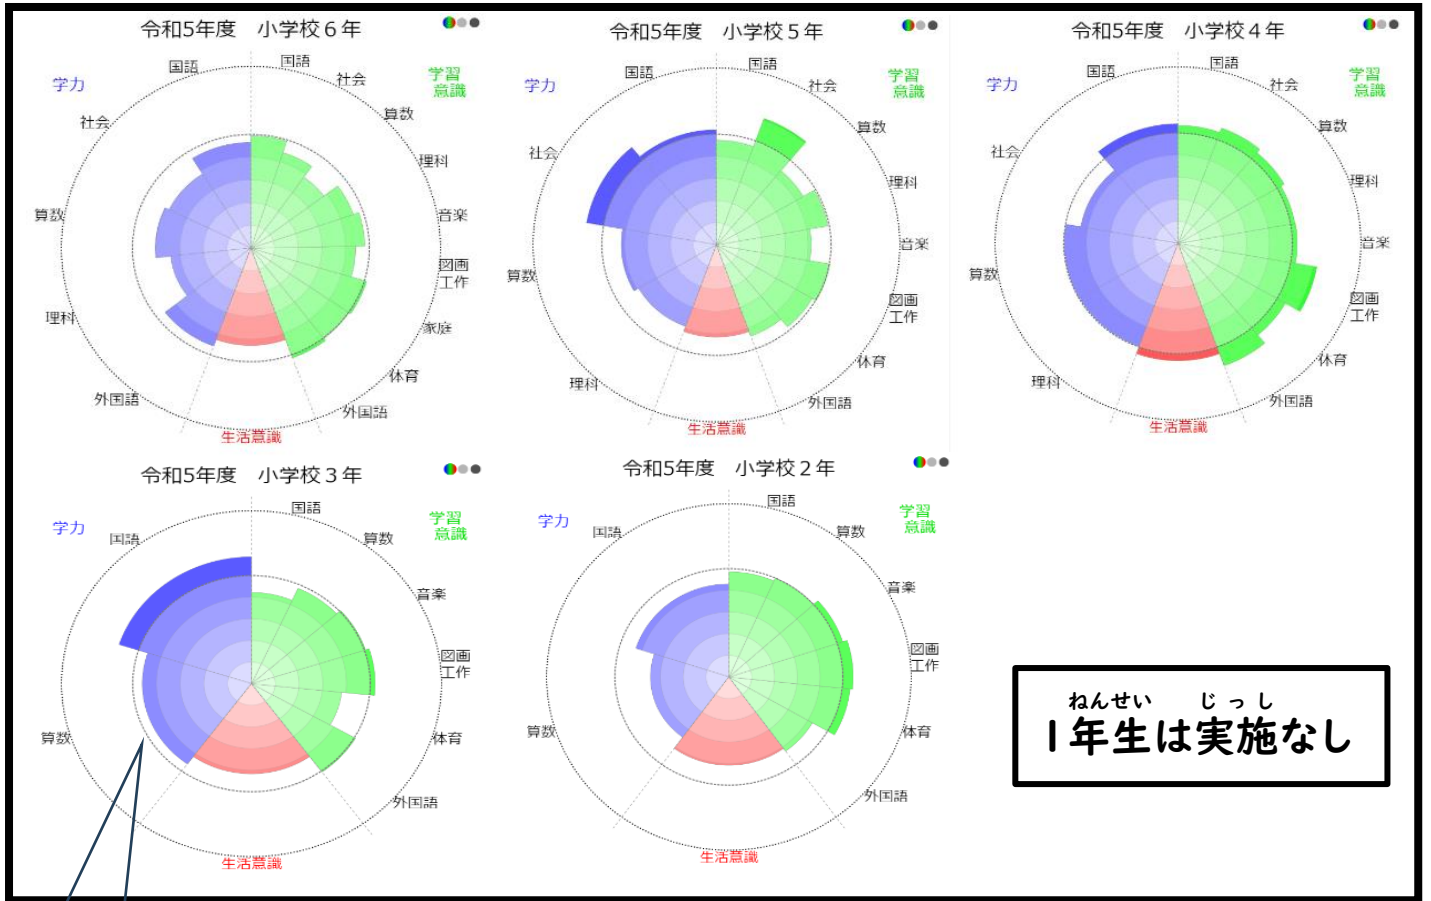 令和5年度 小学校６年
学力
学習
意識
国語
社会
算数
理科
音楽
図画
工作
家庭
体育
外国語
生活意識
外国語
理科
算数
社会
国語
令和5年度 小学校５年
学力
学習
意識
国語
社会
算数
理科
音楽
図画
工作
体育
外国語
生活意識
理科
算数
社会
国語
令和5年度 小学校４年
学力
学習
意識
国語
社会
算数
理科
音楽
図画
工作
体育
外国語
生活意識
理科
算数
社会
国語
令和5年度 小学校３年
学力
学習
意識
国語
算数
音楽
図画
工作
体育
外国語
生活意識
算数
国語
令和5年度 小学校２年
学力
学習
意識
国語
算数
音楽
図画
工作
体育
外国語
生活意識
算数
国語
ねんせい じっし
1年生は実施なし